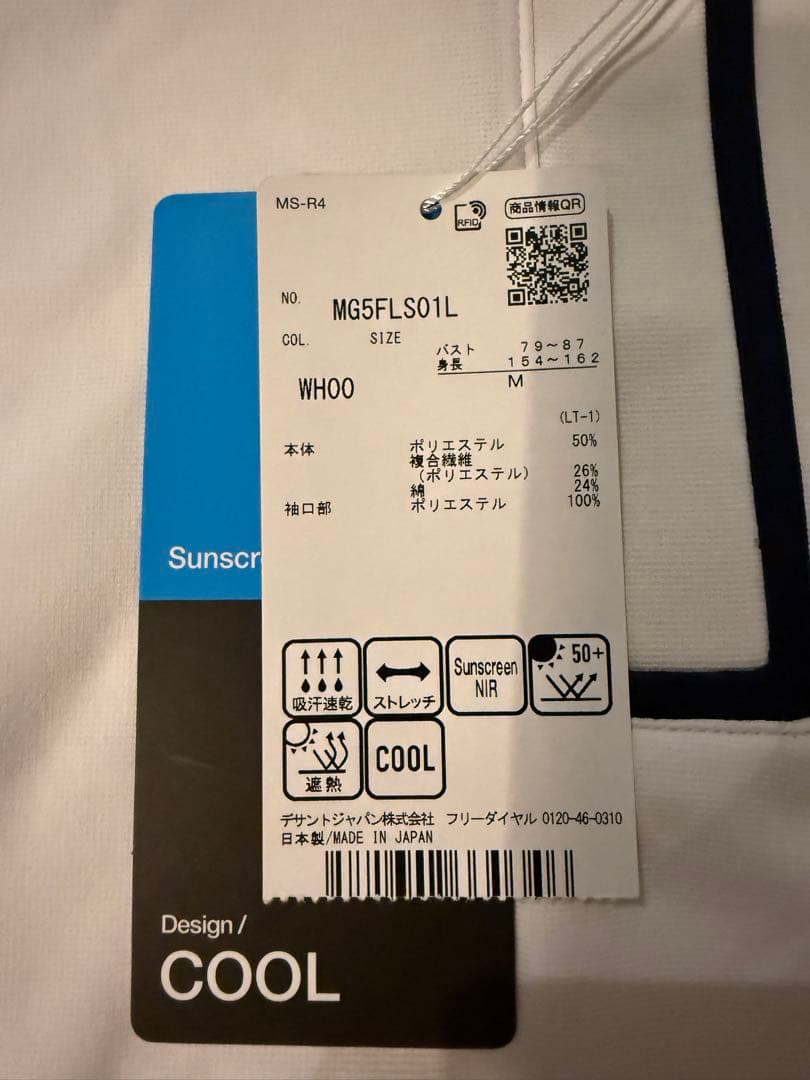 MS-R4
RFID
商品情報QR
NO. MG5FLS01L
COL. SIZE
バスト 79～87
身長 154～162
WH00 M
(LT-1)
本体 ポリエステル 50%
複合繊維
(ポリエステル) 26%
綿 24%
袖口部 ポリエステル 100%
Sunscr
吸汗速乾
ストレッチ
Sunscreen
NIR
50+
遮熱
COOL
デサントジャパン株式会社 フリーダイヤル 0120-46-0310
日本製/MADE IN JAPAN
Design /
COOL